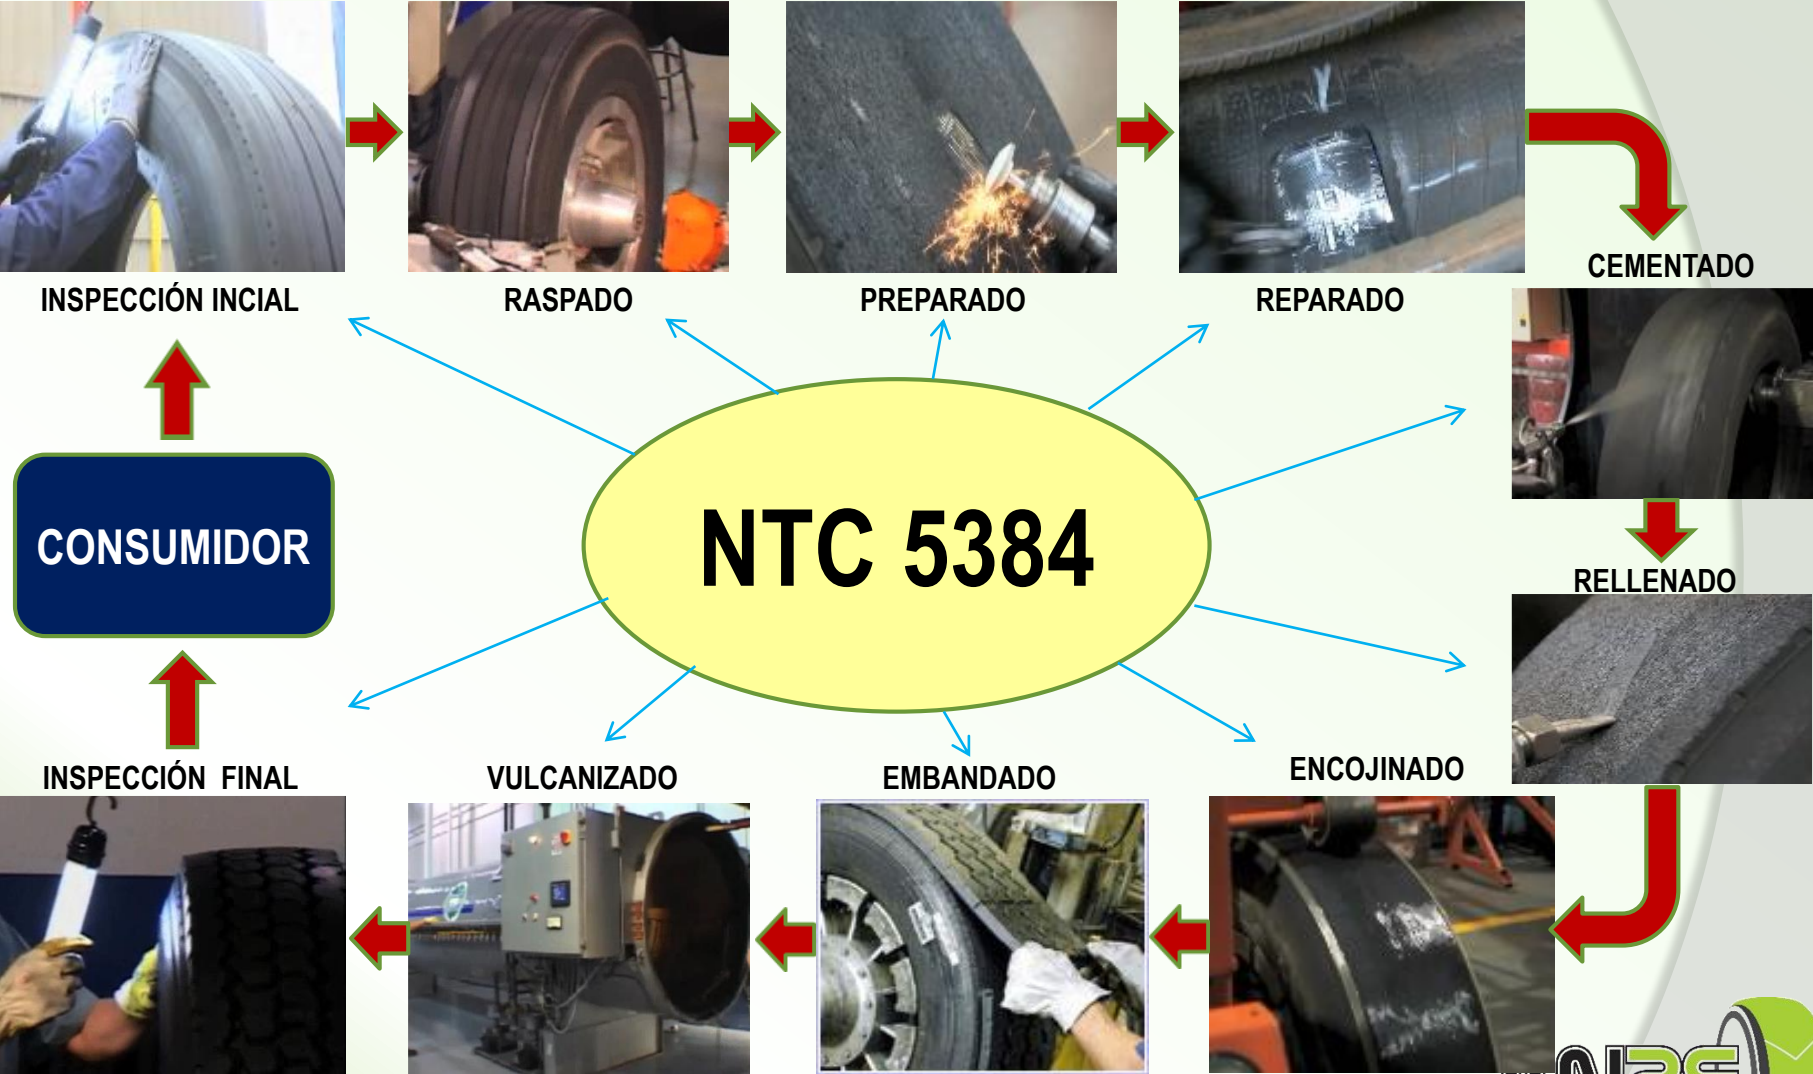 INSPECCIÓN INCIAL
RASPADO
PREPARADO
REPARADO
CEMENTADO
CONSUMIDOR
NTC 5384
RELLENADO
INSPECCIÓN FINAL
VULCANIZADO
EMBANDADO
ENCOJINADO